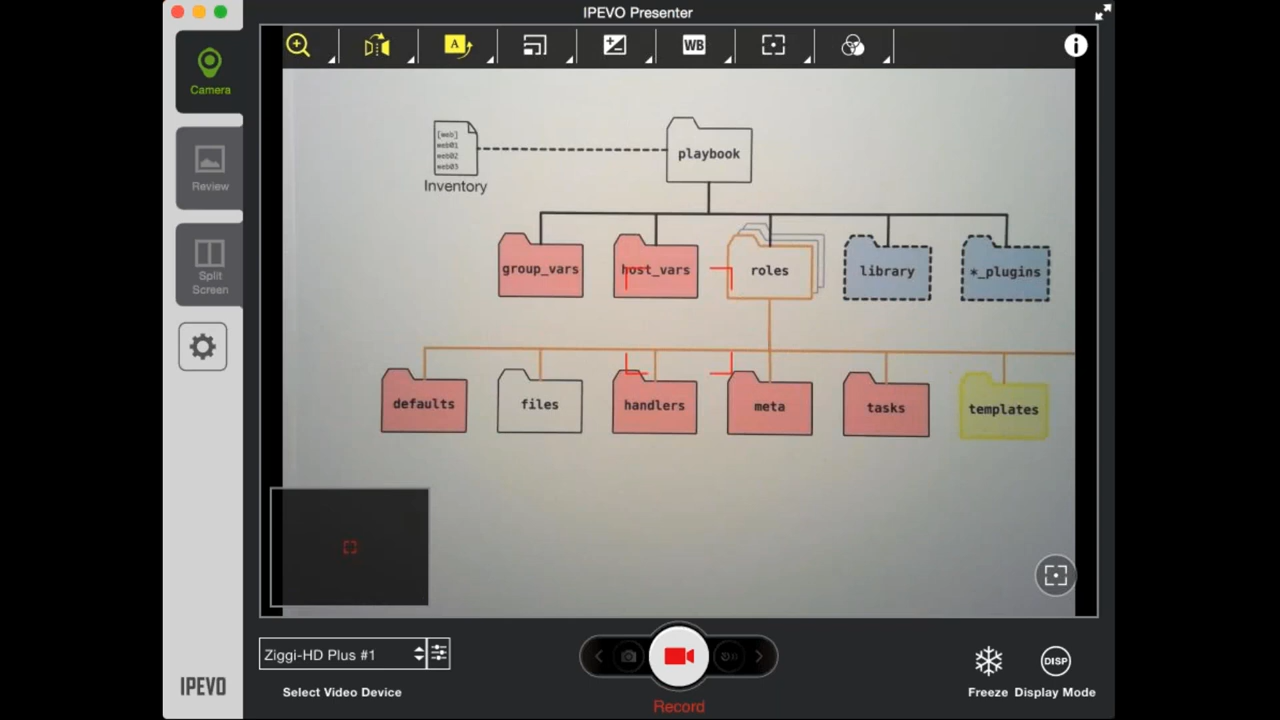 IPEVO Presenter
A
WB
i
Camera
Review
Split
Screen
[web]
web01
web02
web03
Inventory
playbook
group_vars
host_vars
roles
library
*_plugins
defaults
files
handlers
meta
tasks
templates
Ziggi-HD Plus #1
Select Video Device
Record
Freeze
DISP
Display Mode
IPEVO